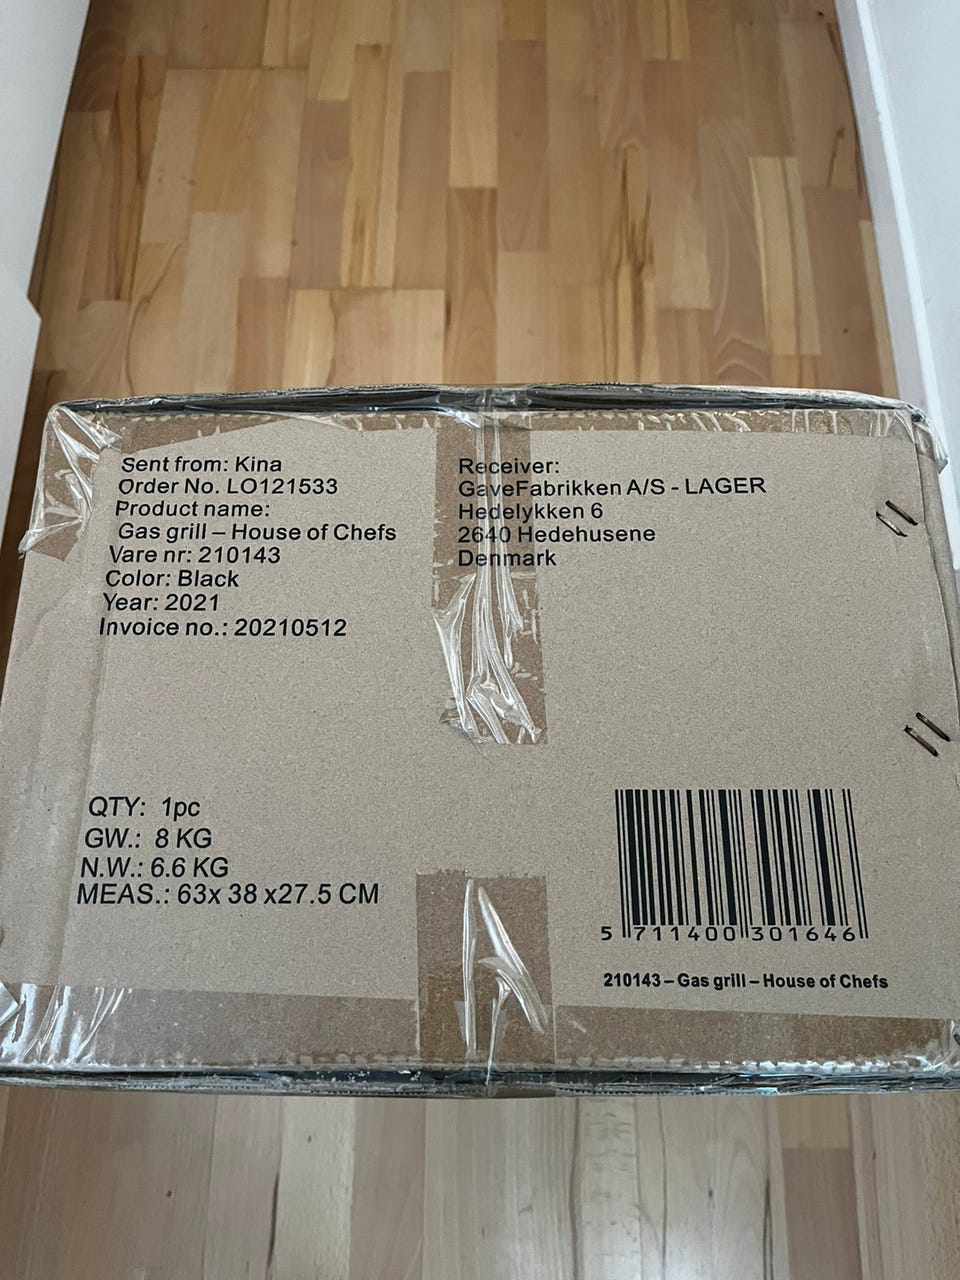 Sent from: Kina
Order No. LO121533
Product name:
Gas grill – House of Chefs
Vare nr: 210143
Color: Black
Year: 2021
Invoice no.: 20210512
Receiver:
GaveFabrikken A/S - LAGER
Hedelykken 6
2640 Hedehusene
Denmark
QTY: 1pc
GW.: 8 KG
N.W.: 6.6 KG
MEAS.: 63x 38 x27.5 CM
5 711400 301646
210143 – Gas grill – House of Chefs